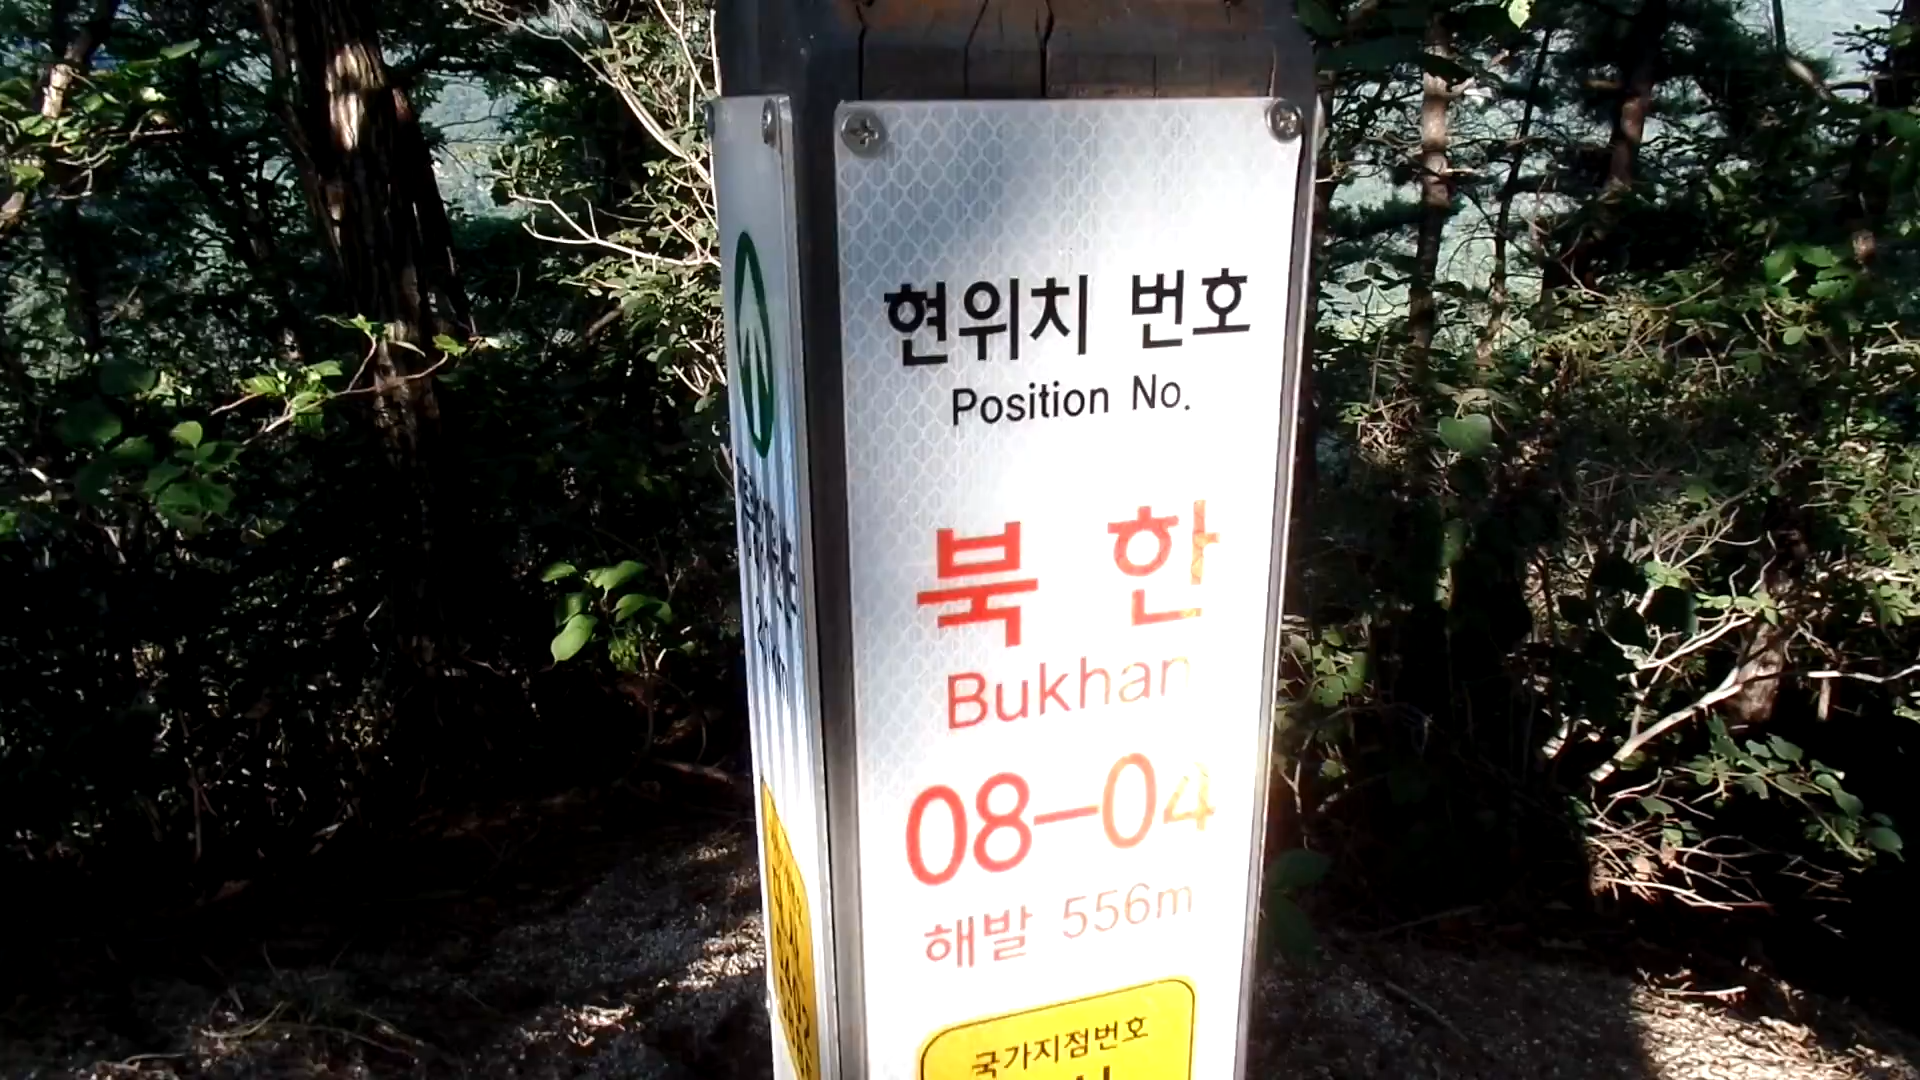 현위치 번호
Position No.
북 한
Bukhan
08-04
해발 556m
국가지점번호